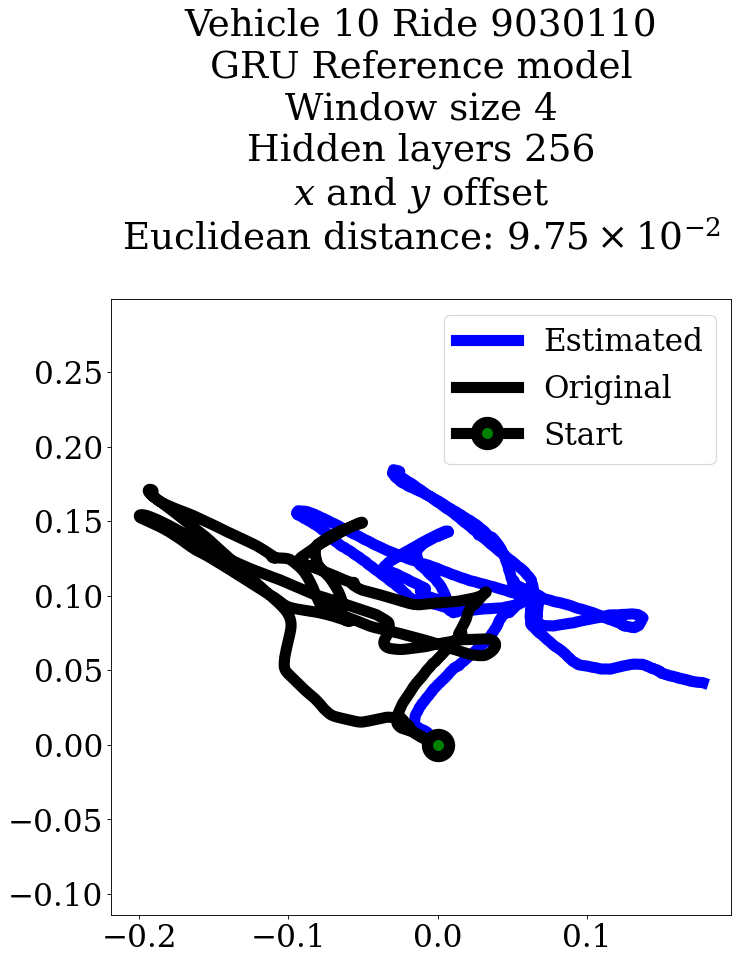 Vehicle 10 Ride 9030110
GRU Reference model
Window size 4
Hidden layers 256
x and y offset
Euclidean distance: 9.75 × 10⁻²
Estimated
Original
Start
0.25
0.20
0.15
0.10
0.05
0.00
−0.05
−0.10
−0.2
−0.1
0.0
0.1